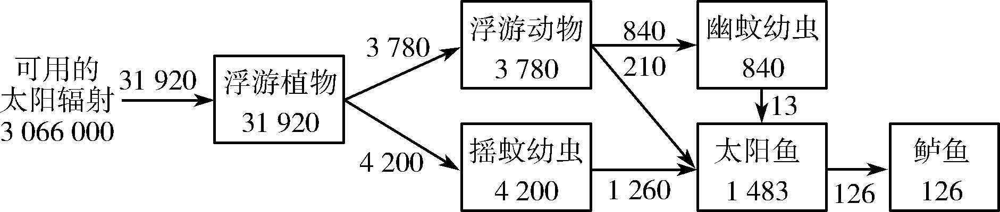 可用的
太阳辐射
3 066 000
31 920
浮游植物
31 920
3 780
4 200
浮游动物
3 780
摇蚊幼虫
4 200
840
210
1 260
幽蚊幼虫
840
13
太阳鱼
1 483
126
鲈鱼
126